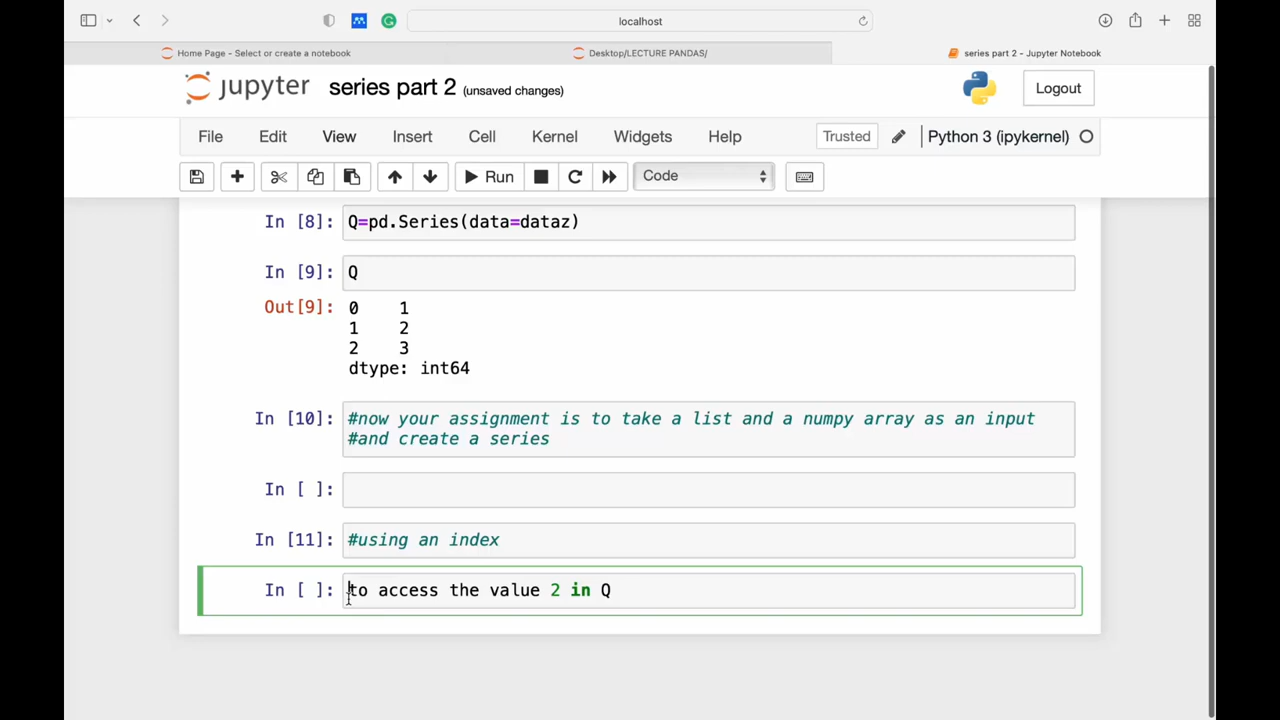 localhost
Home Page - Select or create a notebook
Desktop/LECTURE PANDAS/
series part 2 - Jupyter Notebook
jupyter series part 2 (unsaved changes)
Logout
File Edit View Insert Cell Kernel Widgets Help
Trusted
Python 3 (ipykernel)
Run
Code
In [8]: Q=pd.Series(data=dataz)
In [9]: Q
Out[9]: 0 1
1 2
2 3
dtype: int64
In [10]: #now your assignment is to take a list and a numpy array as an input
#and create a series
In [ ]:
In [11]: #using an index
In [ ]: to access the value 2 in Q